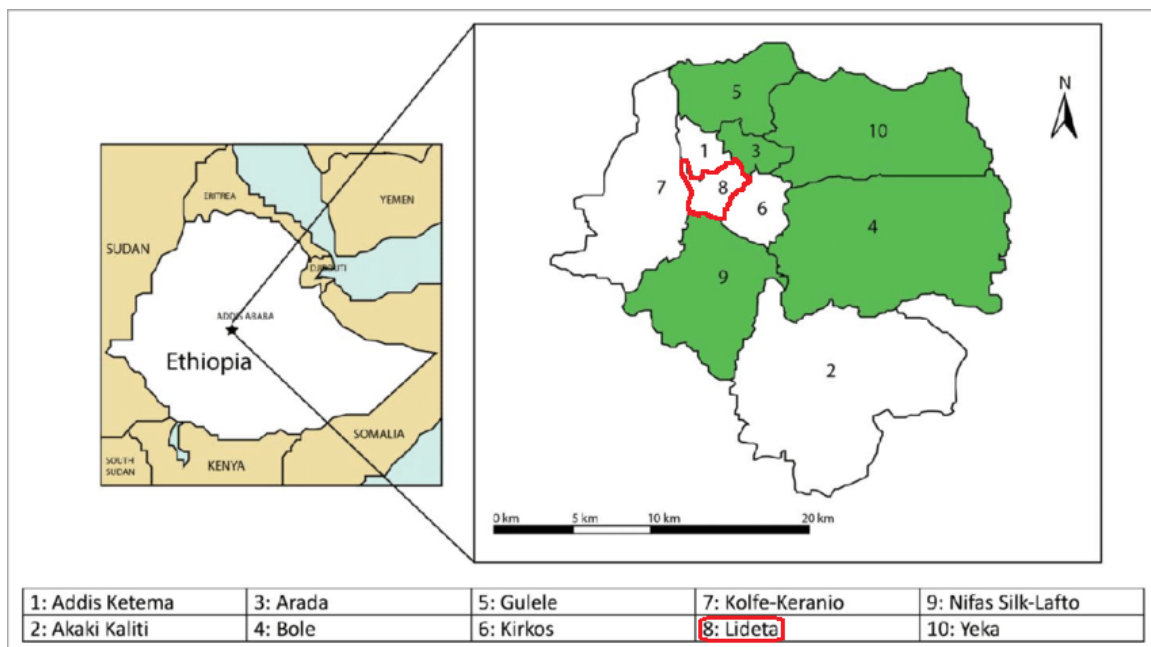 ERITREA
YEMEN
SUDAN
DJIBOUTI
ADDIS ABABA
Ethiopia
SOMALIA
SOUTH
SUDAN
KENYA
N
5
10
1
3
7
8
6
4
9
2
0 km 5 km 10 km 20 km
1: Addis Ketema 3: Arada 5: Gulele 7: Kolfe-Keranio 9: Nifas Silk-Lafto
2: Akaki Kaliti 4: Bole 6: Kirkos 8: Lideta 10: Yeka